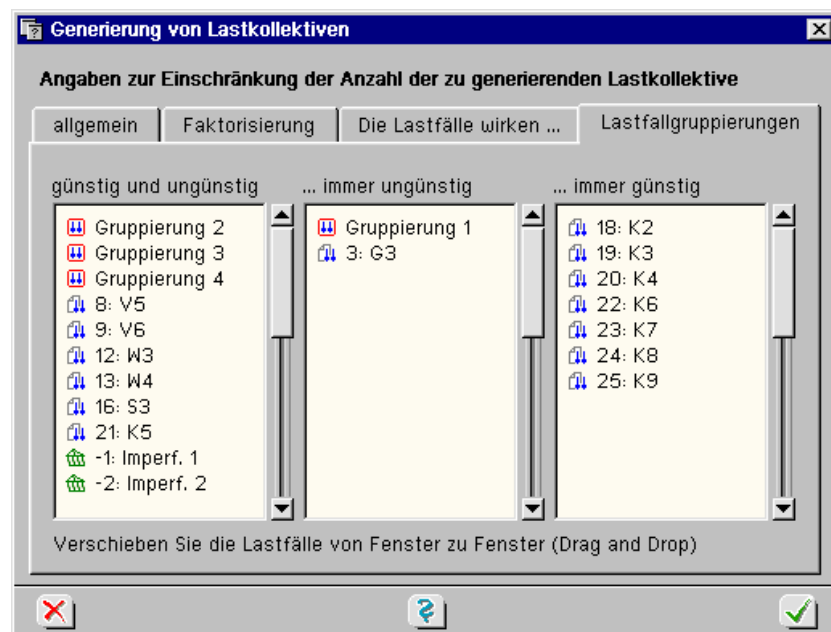 Generierung von Lastkollektiven
Angaben zur Einschränkung der Anzahl der zu generierenden Lastkollektive
allgemein Faktorisierung Die Lastfälle wirken ... Lastfallgruppierungen
günstig und ungünstig ... immer ungünstig ... immer günstig
Gruppierung 2
Gruppierung 3
Gruppierung 4
8: V5
9: V6
12: W3
13: W4
16: S3
21: K5
-1: Imperf. 1
-2: Imperf. 2
Gruppierung 1
3: G3
18: K2
19: K3
20: K4
22: K6
23: K7
24: K8
25: K9
Verschieben Sie die Lastfälle von Fenster zu Fenster (Drag and Drop)